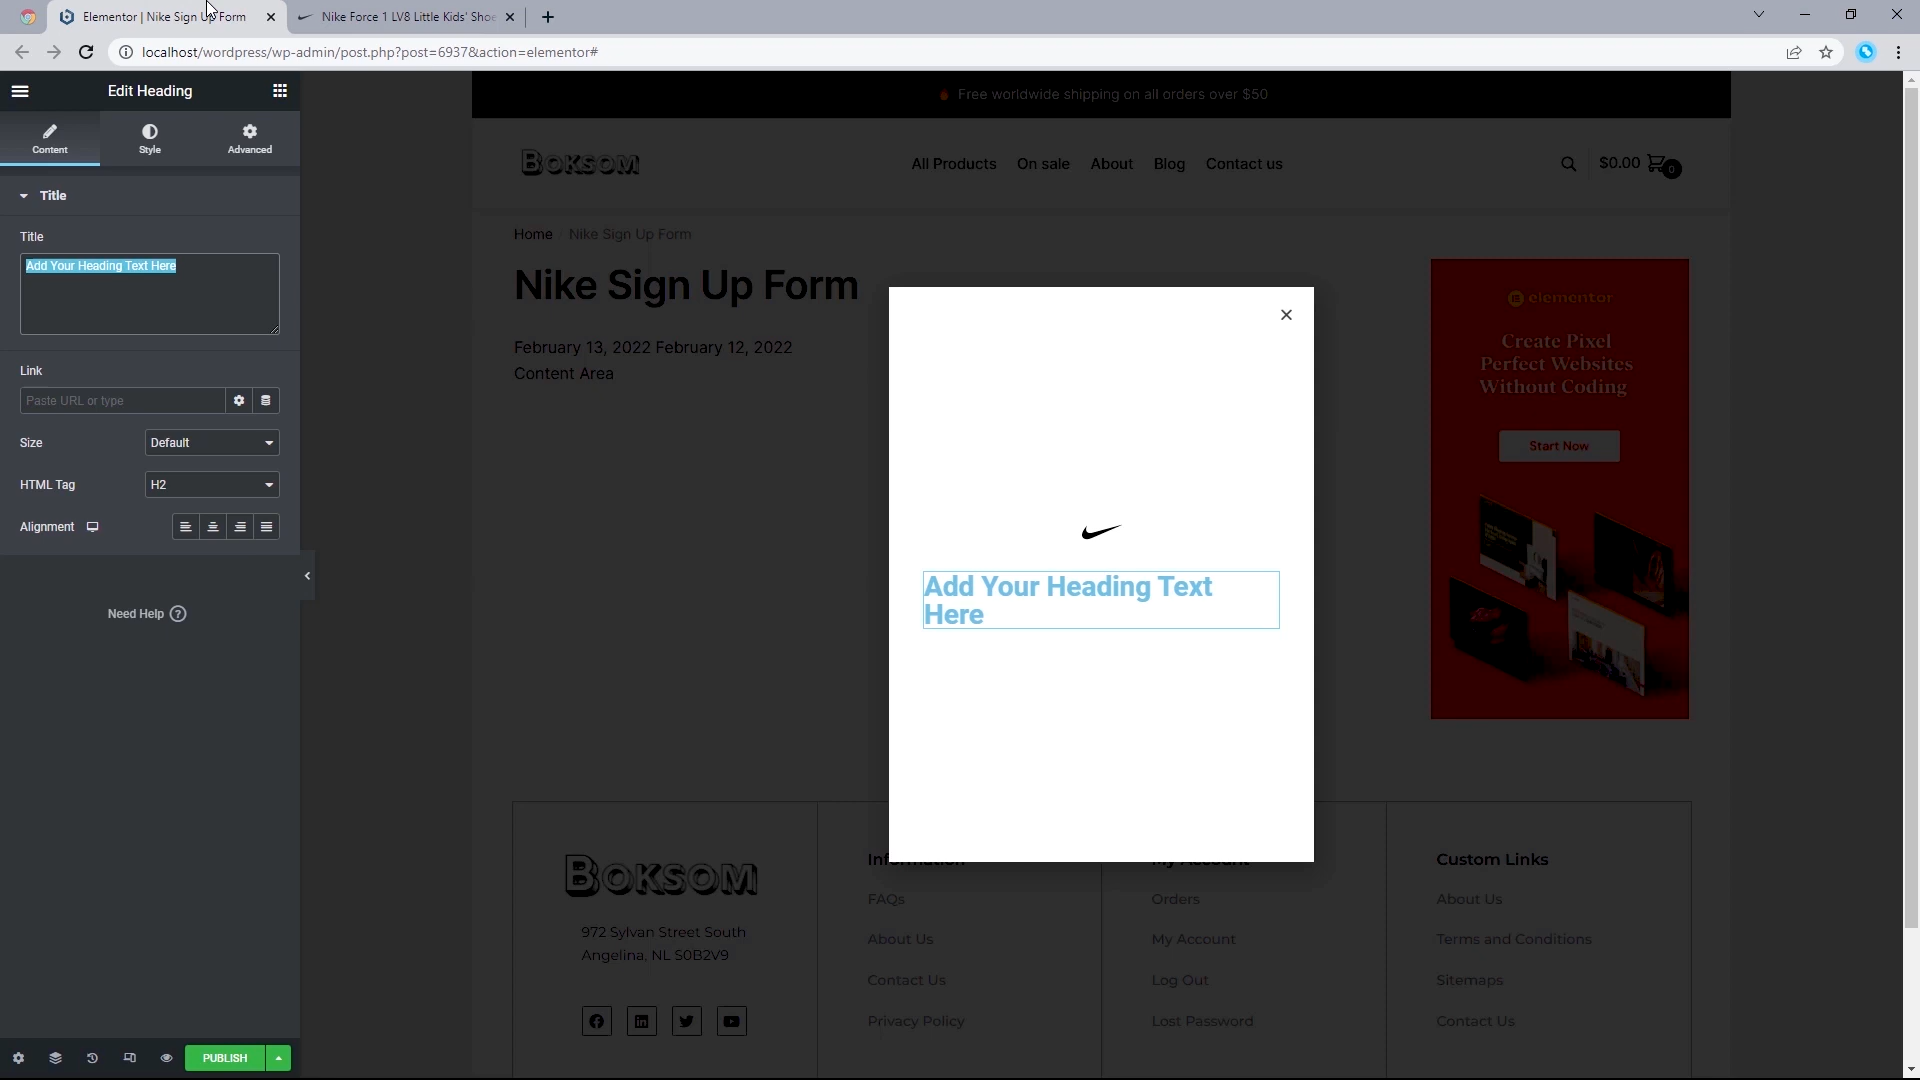 Elementor | Nike Sign Up Form
Nike Force 1 LV8 Little Kids' Shoe
localhost/wordpress/wp-admin/post.php?post=6937&action=elementor#
Edit Heading
Content
Style
Advanced
Title
Title
Add Your Heading Text Here
Link
Paste URL or type
Size
Default
HTML Tag
H2
Alignment
Need Help ?
PUBLISH
Free worldwide shipping on all orders over $50
BOKSOM
All Products
On sale
About
Blog
Contact us
$0.00
0
Home
Nike Sign Up Form
Nike Sign Up Form
February 13, 2022 February 12, 2022
Content Area
Add Your Heading Text
Here
elementor
Create Pixel
Perfect Websites
Without Coding
Start Now
BOKSOM
972 Sylvan Street South
Angelina, NL S0B2V9
Information
FAQs
About Us
Contact Us
Privacy Policy
My Account
Orders
My Account
Log Out
Lost Password
Custom Links
About Us
Terms and Conditions
Sitemaps
Contact Us